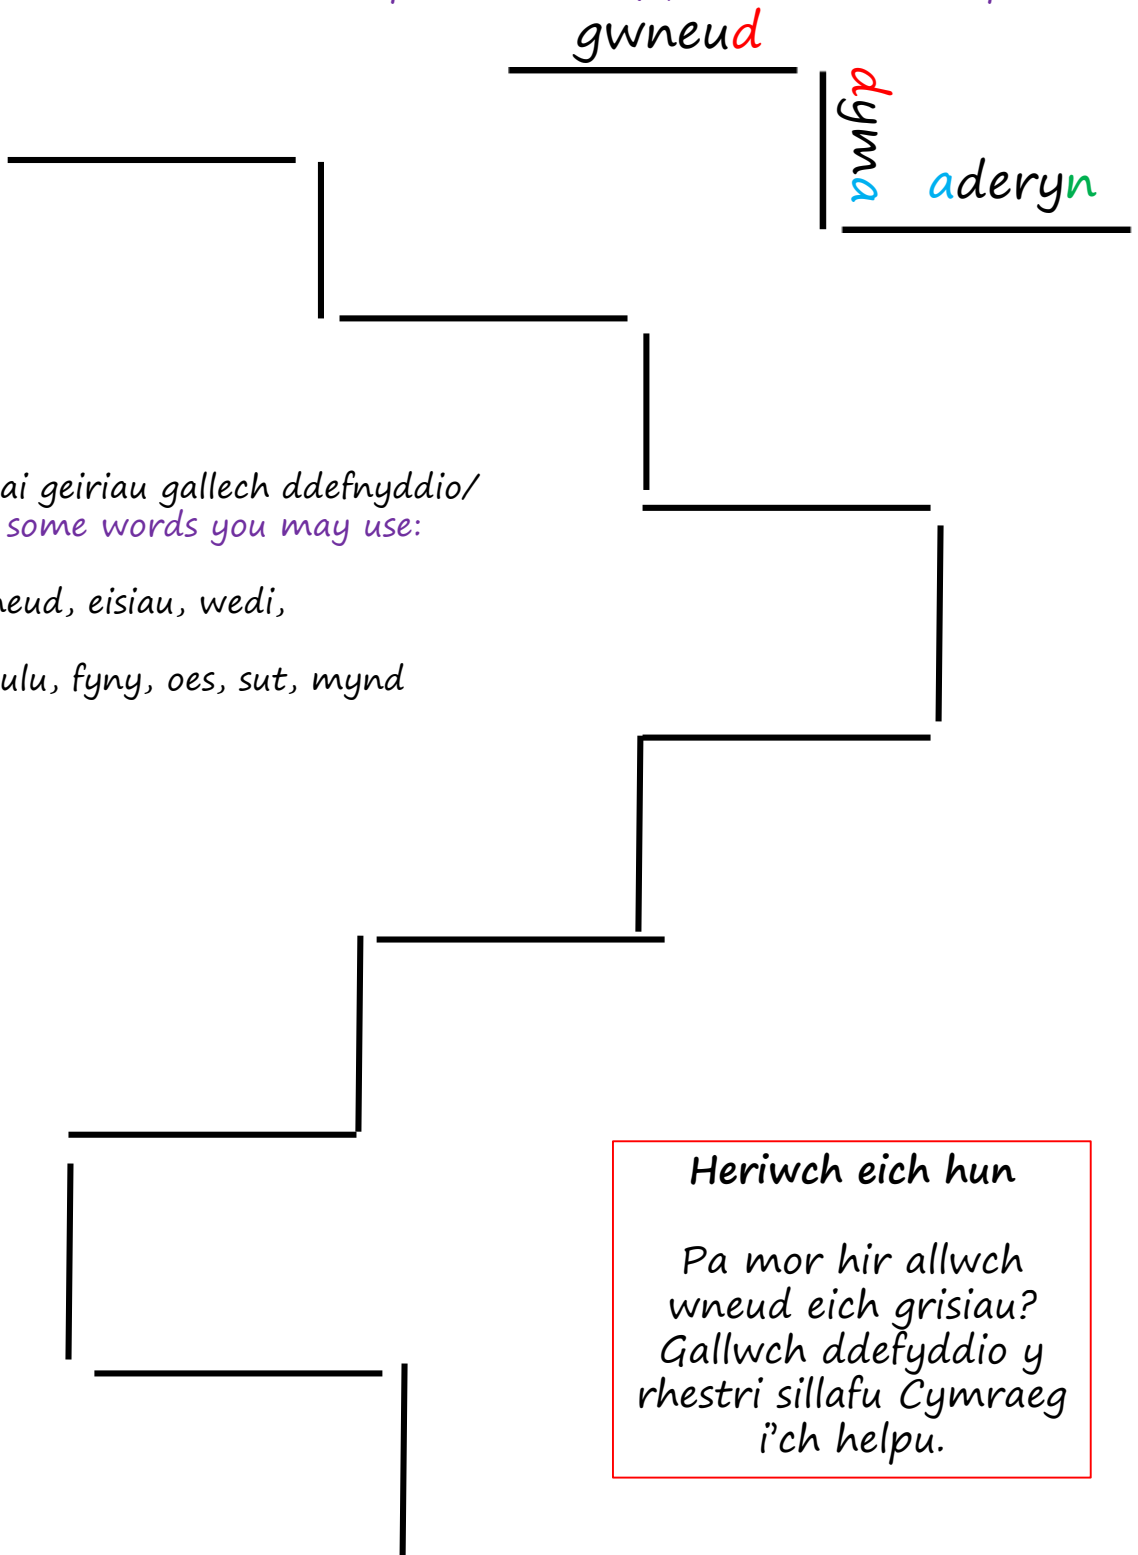 gwneud
dyma
aderyn
ai geiriau gallech ddefnyddio/
some words you may use:
neud, eisiau, wedi,
ulu, fyny, oes, sut, mynd
Heriwch eich hun
Pa mor hir allwch
wneud eich grisiau?
Gallwch ddefyddio y
rhestri sillafu Cymraeg
i'ch helpu.